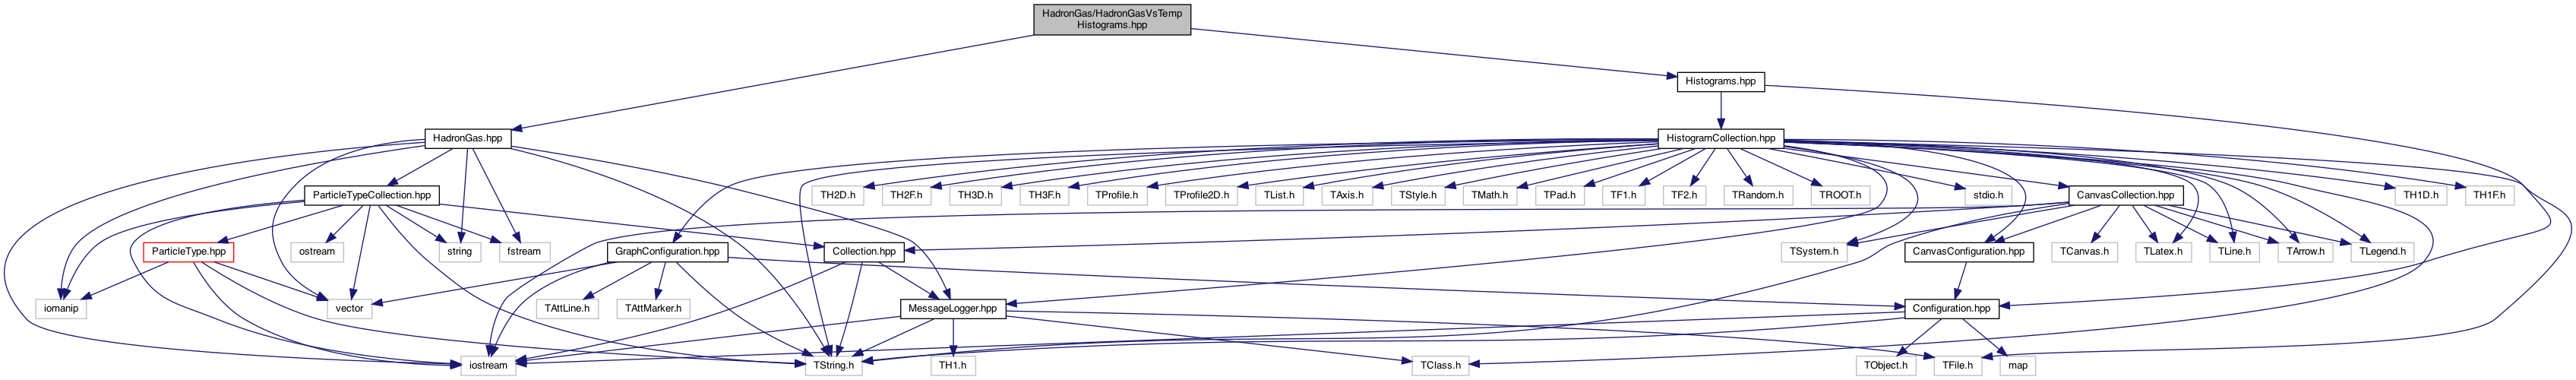 HadronGas/HadronGasVsTemp
Histograms.hpp
Histograms.hpp
HadronGas.hpp
HistogramCollection.hpp
ParticleTypeCollection.hpp
TH2D.h
TH2F.h
TH3D.h
TH3F.h
TProfile.h
TProfile2D.h
TList.h
TAxis.h
TStyle.h
TMath.h
TPad.h
TF1.h
TF2.h
TRandom.h
TROOT.h
stdio.h
CanvasCollection.hpp
TH1D.h
TH1F.h
ParticleType.hpp
ostream
string
fstream
GraphConfiguration.hpp
Collection.hpp
TSystem.h
CanvasConfiguration.hpp
TCanvas.h
TLatex.h
TLine.h
TArrow.h
TLegend.h
iomanip
vector
TAttLine.h
TAttMarker.h
MessageLogger.hpp
Configuration.hpp
iostream
TString.h
TH1.h
TClass.h
TObject.h
TFile.h
map